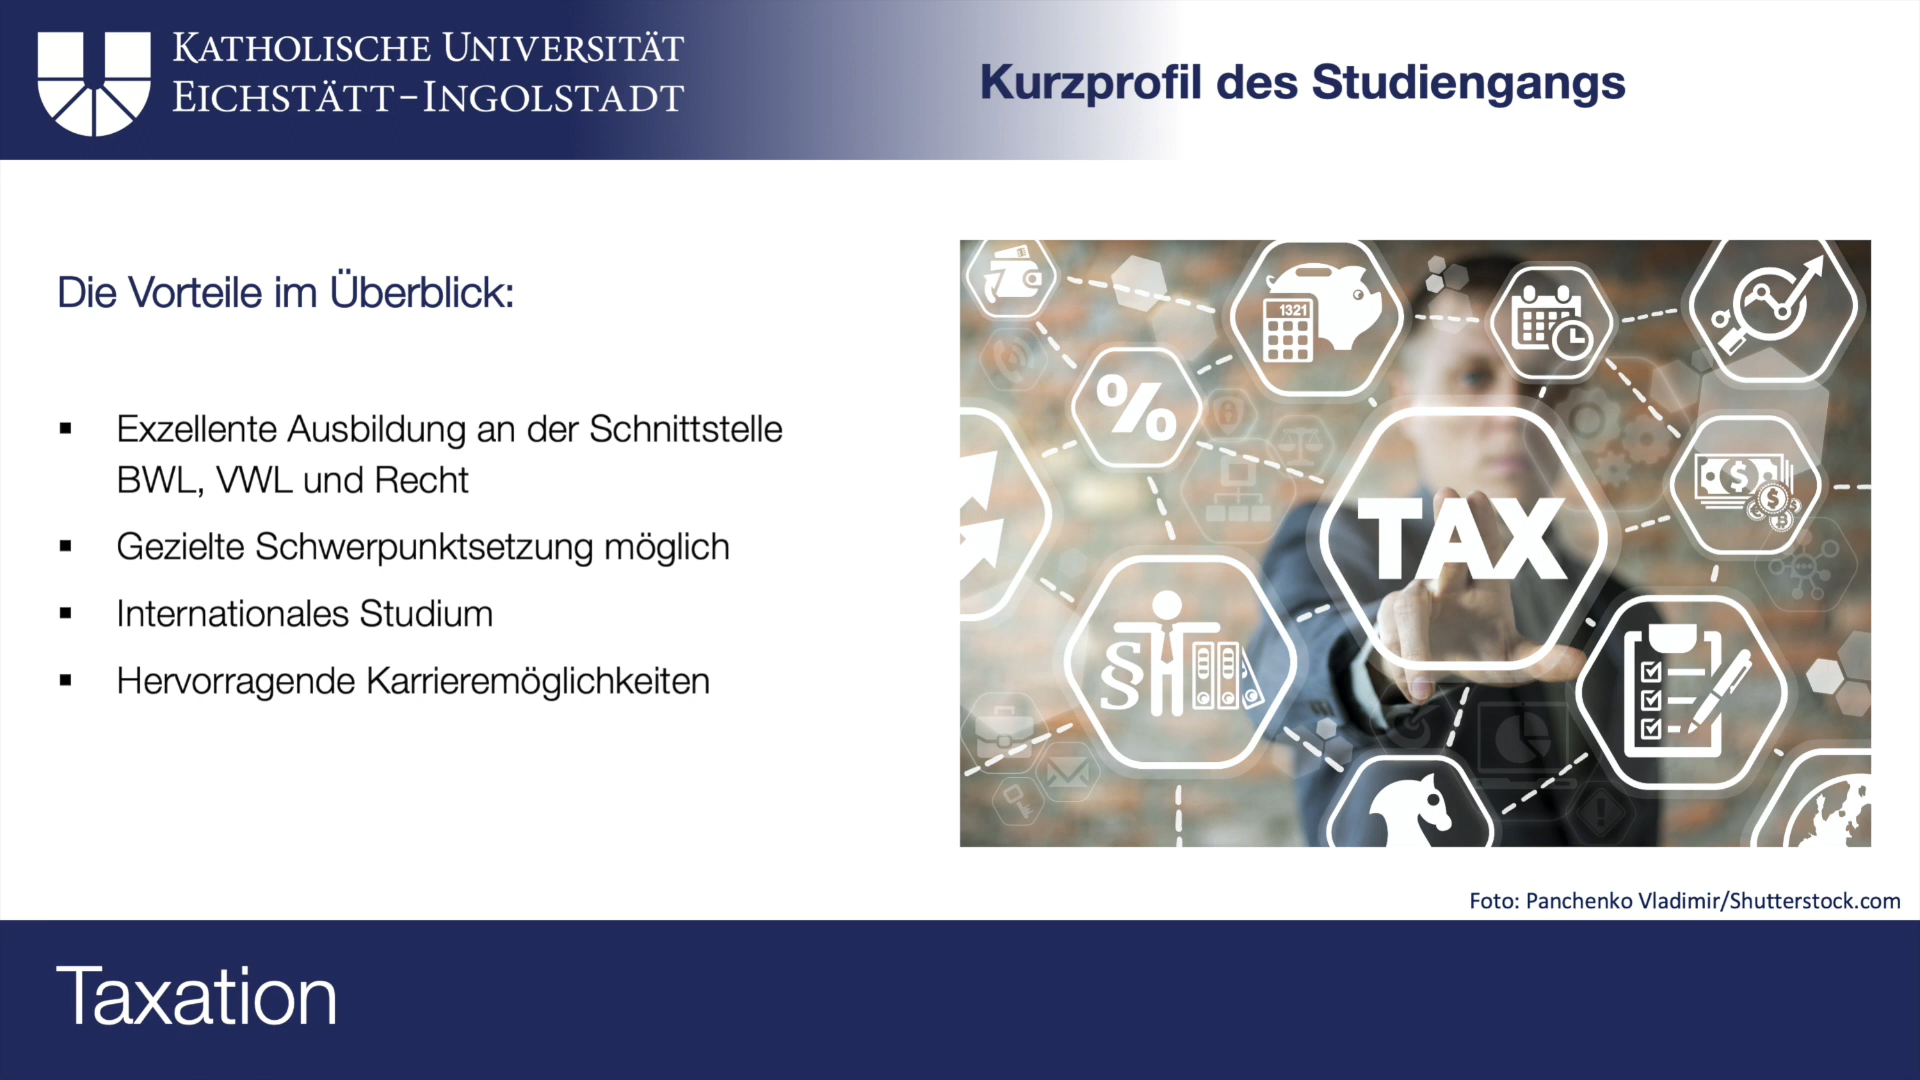 KATHOLISCHE UNIVERSITÄT
EICHSTÄTT-INGOLSTADT
Kurzprofil des Studiengangs
Die Vorteile im Überblick:
▪ Exzellente Ausbildung an der Schnittstelle
BWL, VWL und Recht
▪ Gezielte Schwerpunktsetzung möglich
▪ Internationales Studium
▪ Hervorragende Karrieremöglichkeiten
1321
%
$
$
TAX
§
Foto: Panchenko Vladimir/Shutterstock.com
Taxation